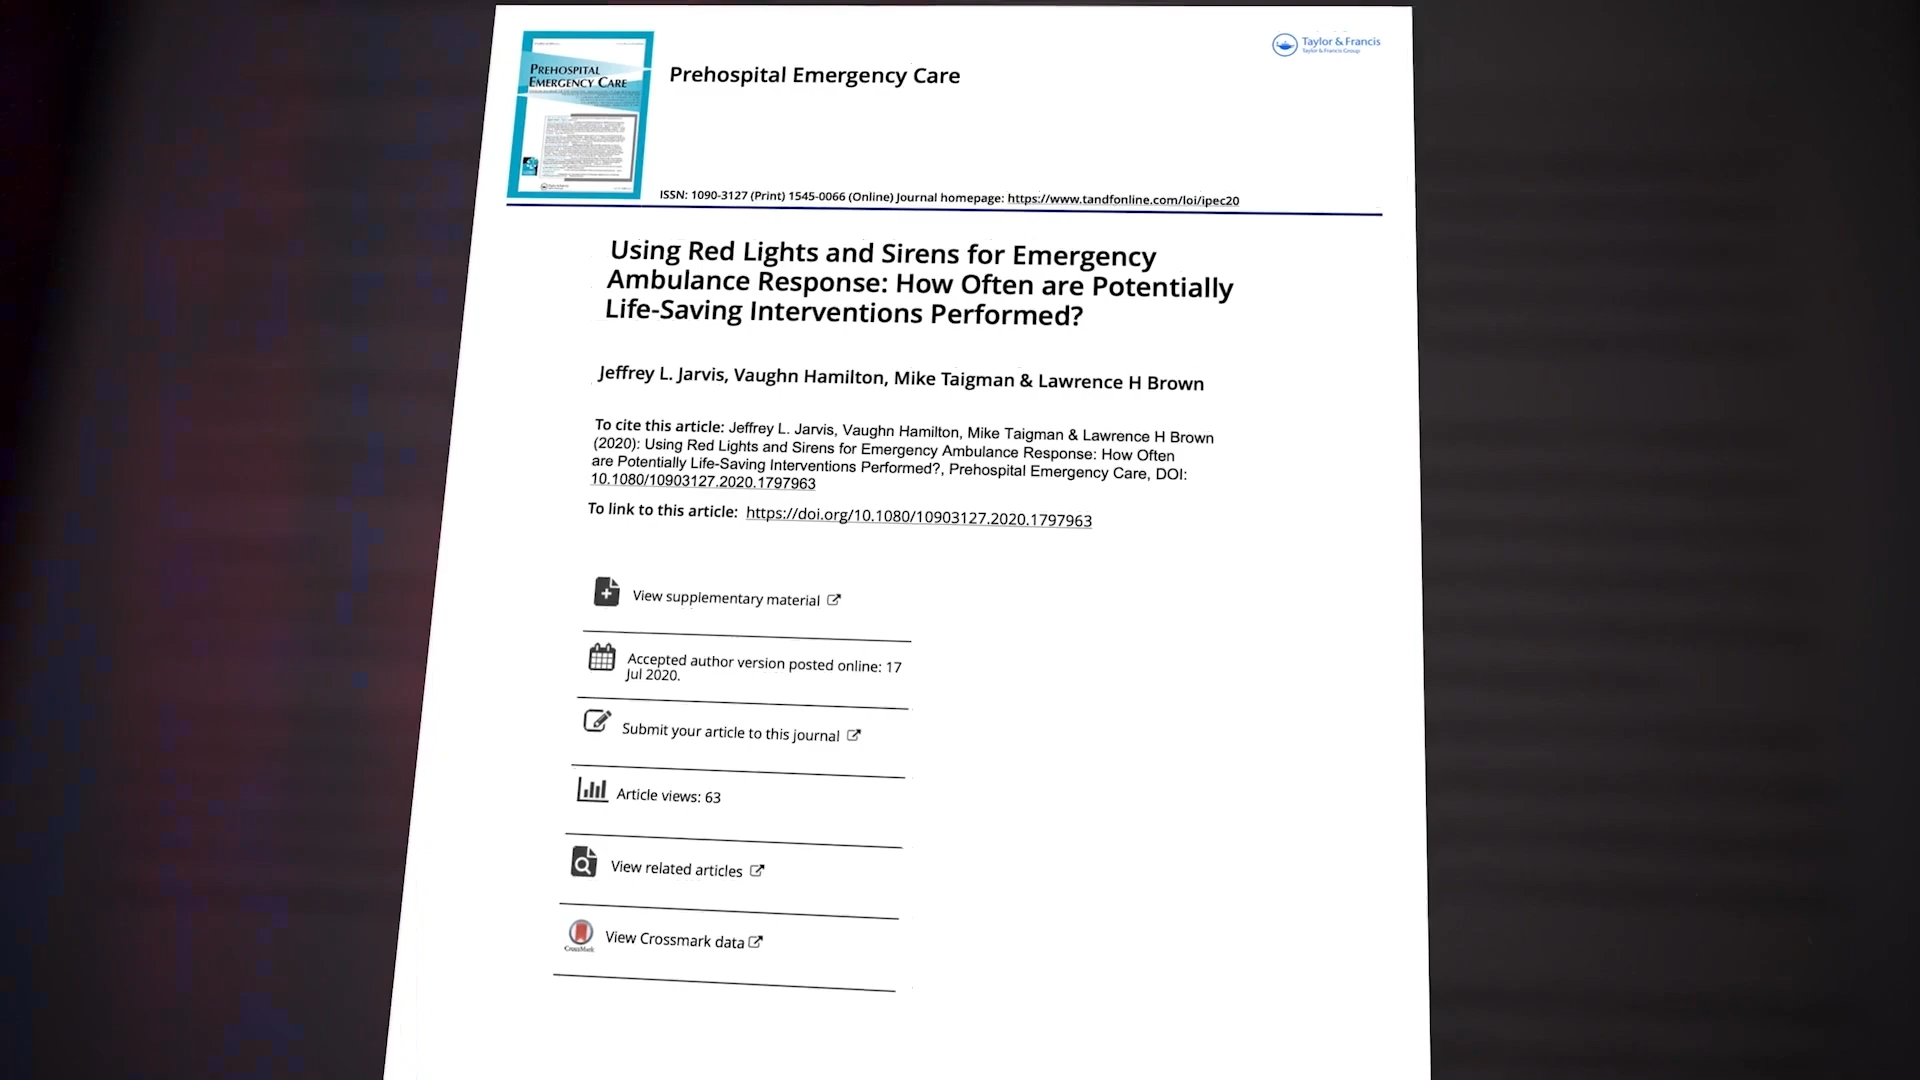 PREHOSPITAL
EMERGENCY CARE
Prehospital Emergency Care
Taylor & Francis
Taylor & Francis Group
ISSN: 1090-3127 (Print) 1545-0066 (Online) Journal homepage: https://www.tandfonline.com/loi/ipec20
Using Red Lights and Sirens for Emergency
Ambulance Response: How Often are Potentially
Life-Saving Interventions Performed?
Jeffrey L. Jarvis, Vaughn Hamilton, Mike Taigman & Lawrence H Brown
To cite this article: Jeffrey L. Jarvis, Vaughn Hamilton, Mike Taigman & Lawrence H Brown
(2020): Using Red Lights and Sirens for Emergency Ambulance Response: How Often
are Potentially Life-Saving Interventions Performed?, Prehospital Emergency Care, DOI:
10.1080/10903127.2020.1797963
To link to this article: https://doi.org/10.1080/10903127.2020.1797963
View supplementary material
Accepted author version posted online: 17
Jul 2020.
Submit your article to this journal
Article views: 63
View related articles
CrossMark
View Crossmark data